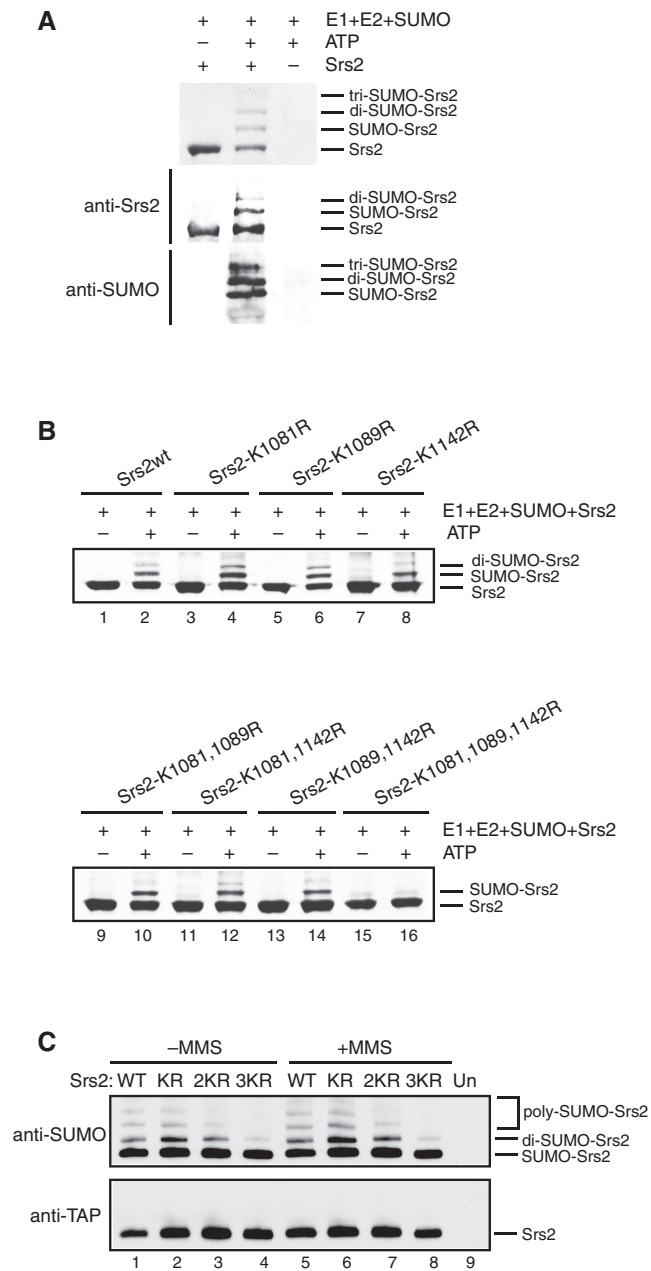 A
+ + + E1+E2+SUMO
– + + ATP
+ + – Srs2
tri-SUMO-Srs2
di-SUMO-Srs2
SUMO-Srs2
Srs2
anti-Srs2
di-SUMO-Srs2
SUMO-Srs2
Srs2
anti-SUMO
tri-SUMO-Srs2
di-SUMO-Srs2
SUMO-Srs2
B
Srs2wt Srs2-K1081R Srs2-K1089R Srs2-K1142R
+ + + + + + + + E1+E2+SUMO+Srs2
– + – + – + – + ATP
di-SUMO-Srs2
SUMO-Srs2
Srs2
1 2 3 4 5 6 7 8
Srs2-K1081,1089R Srs2-K1081,1142R Srs2-K1089,1142R Srs2-K1081,1089,1142R
+ + + + + + + + E1+E2+SUMO+Srs2
– + – + – + – + ATP
SUMO-Srs2
Srs2
9 10 11 12 13 14 15 16
C
–MMS +MMS
Srs2: WT KR 2KR 3KR WT KR 2KR 3KR Un
anti-SUMO
poly-SUMO-Srs2
di-SUMO-Srs2
SUMO-Srs2
anti-TAP
Srs2
1 2 3 4 5 6 7 8 9